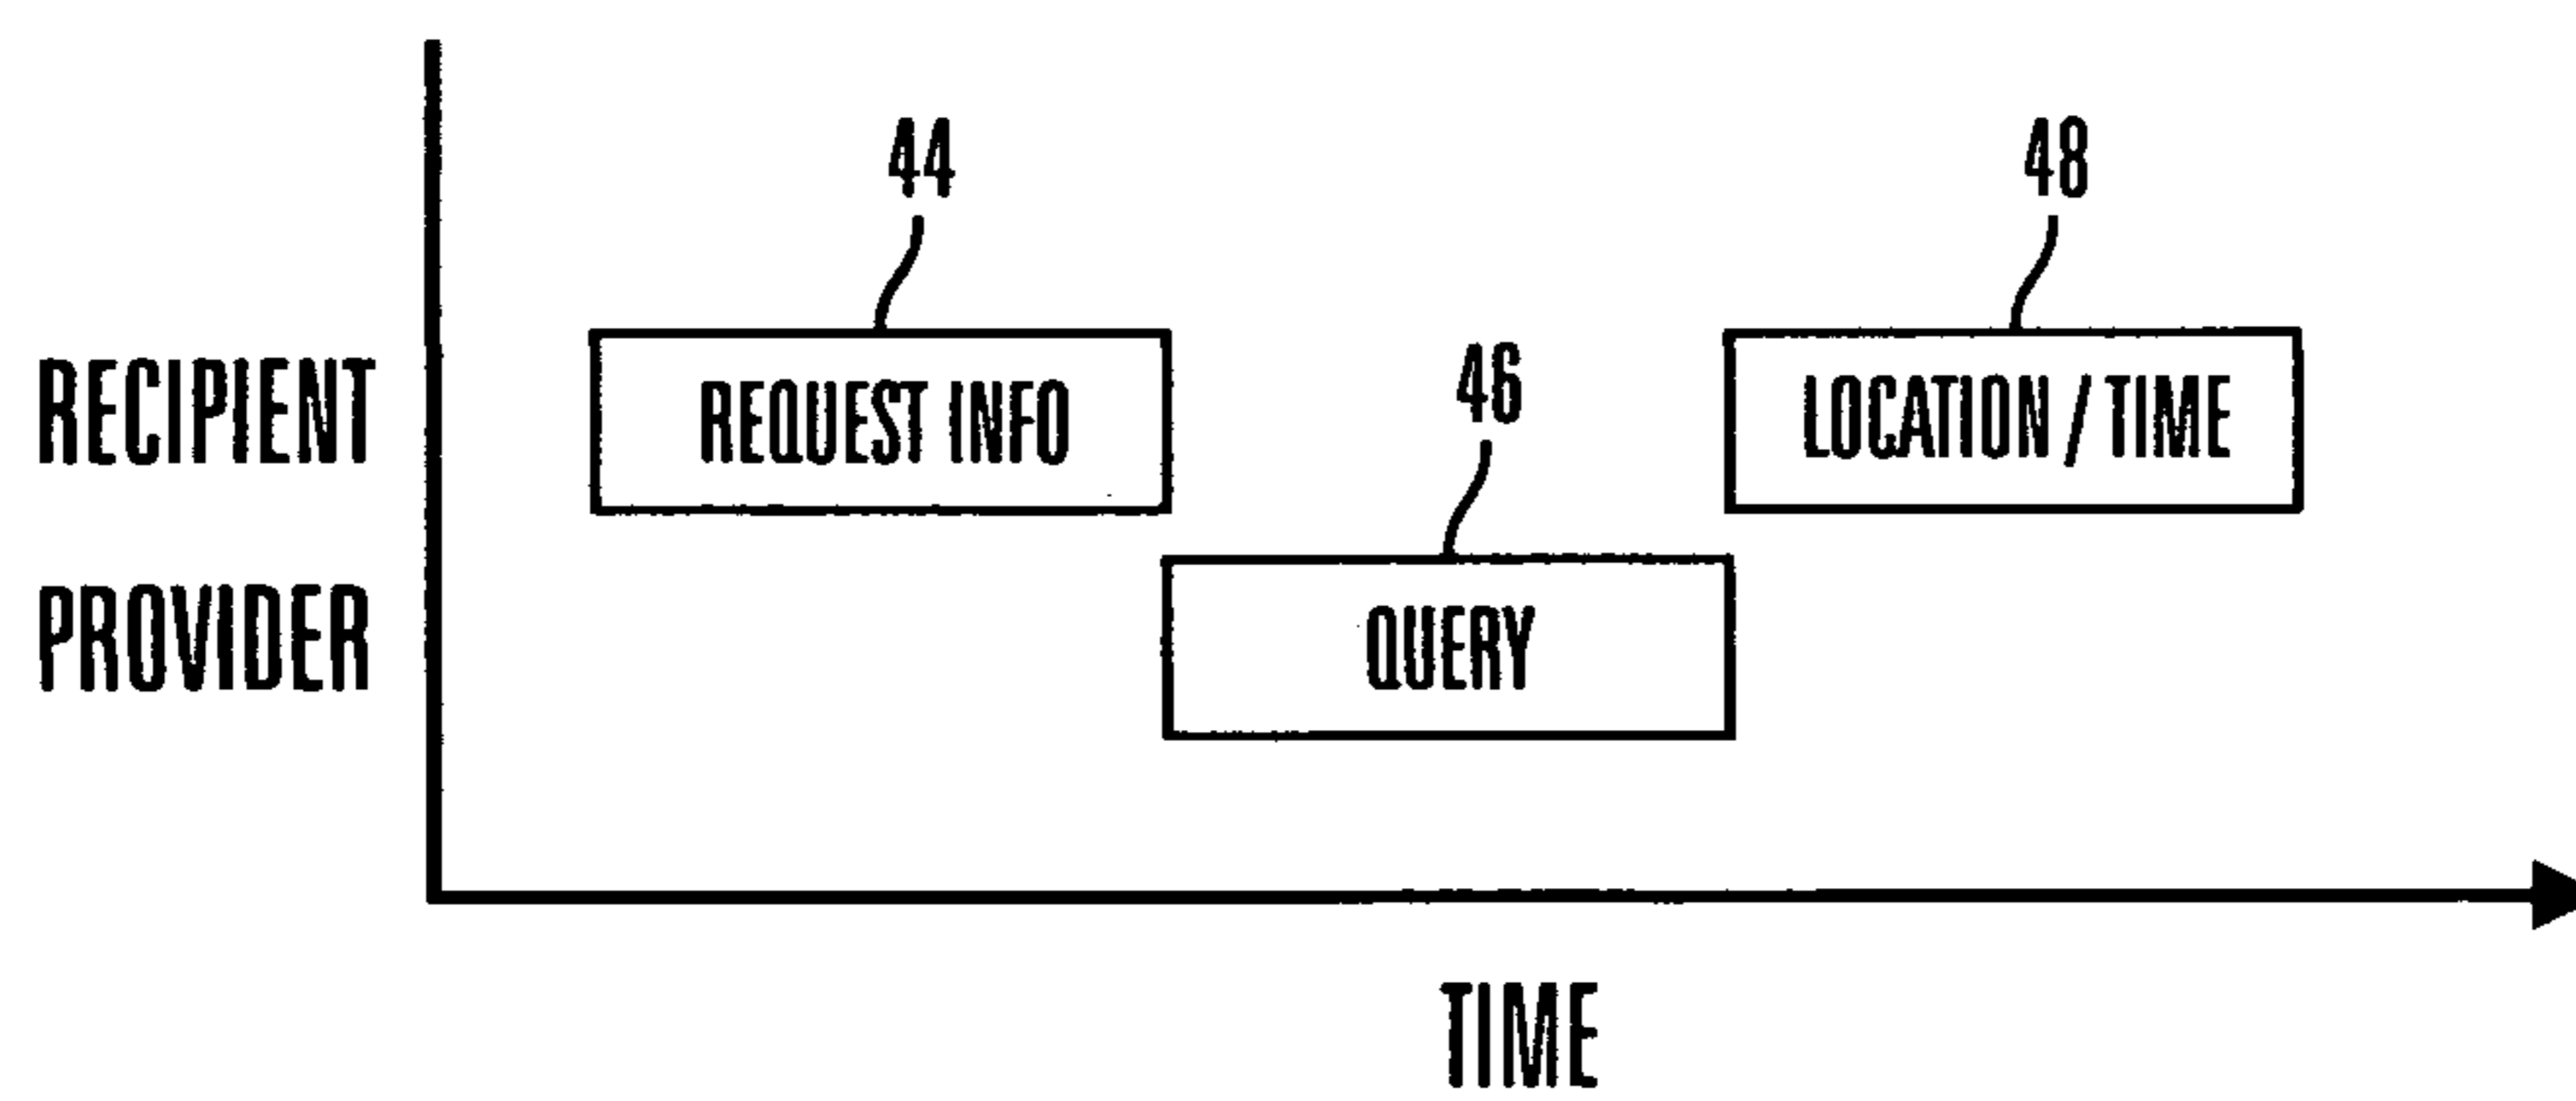 44
48
46
RECIPIENT
REQUEST INFO
LOCATION / TIME
PROVIDER
QUERY
TIME